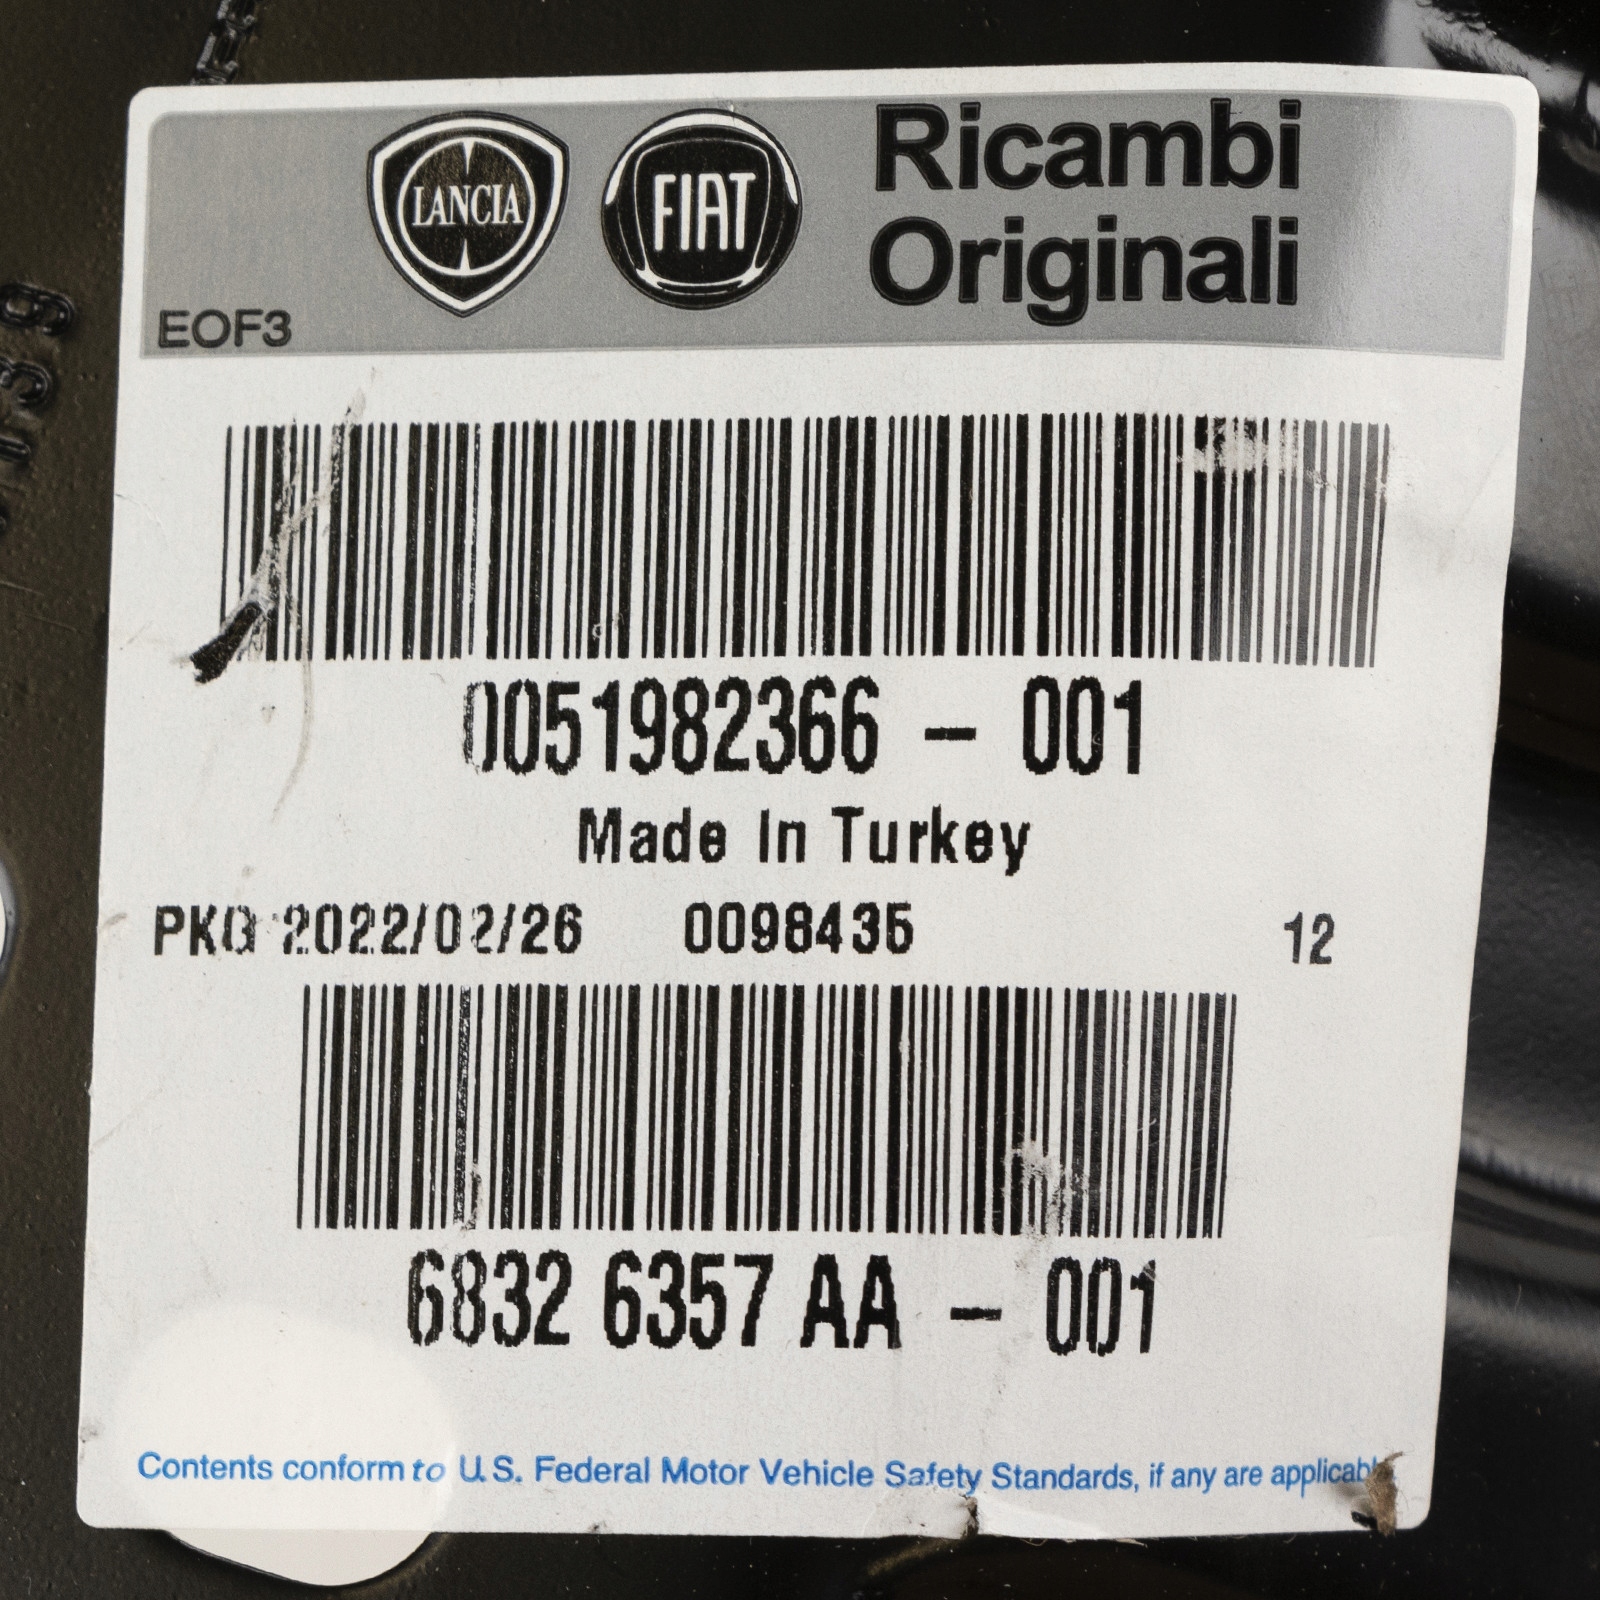 LANCIA
FIAT
Ricambi
Originali
EOF3
0051982366 - 001
Made In Turkey
PKG 2022/02/26 0098435 12
6832 6357 AA - 001
Contents conform to U.S. Federal Motor Vehicle Safety Standards, if any are applicable